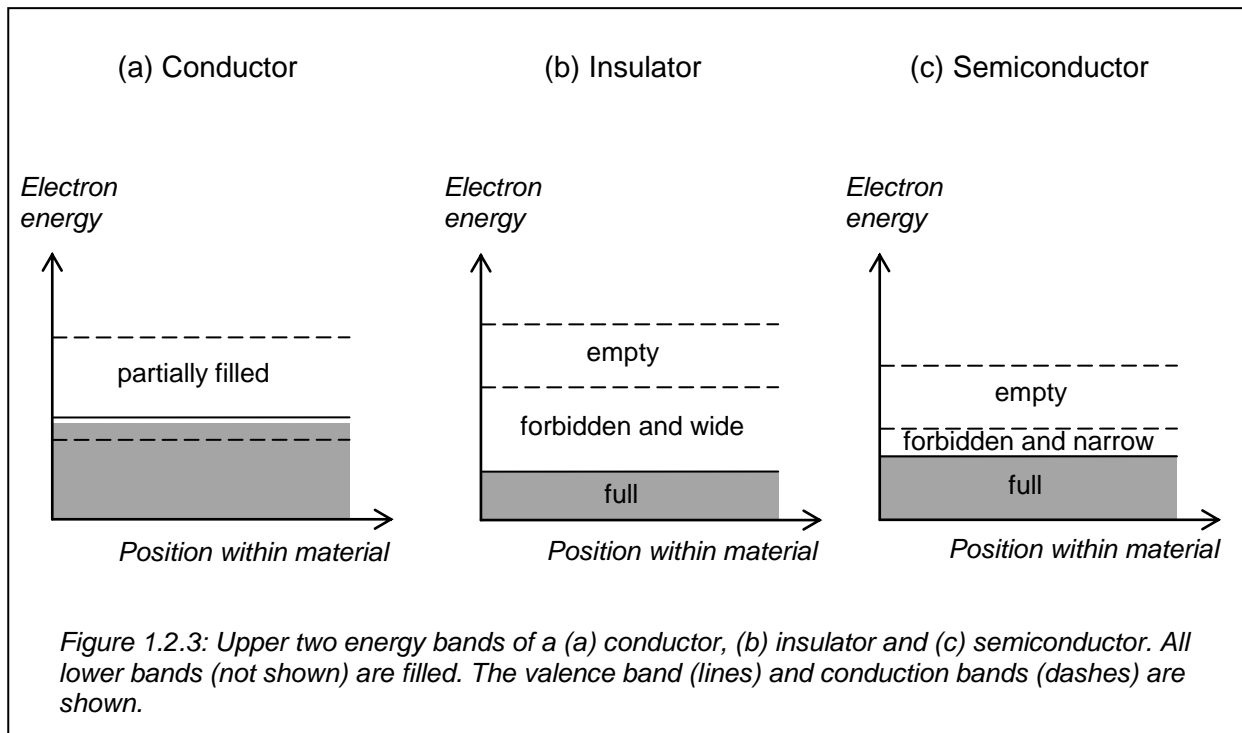 (a) Conductor
(b) Insulator
(c) Semiconductor
Electron
energy
partially filled
Position within material
Electron
energy
empty
forbidden and wide
full
Position within material
Electron
energy
empty
forbidden and narrow
full
Position within material
Figure 1.2.3: Upper two energy bands of a (a) conductor, (b) insulator and (c) semiconductor. All
lower bands (not shown) are filled. The valence band (lines) and conduction bands (dashes) are
shown.